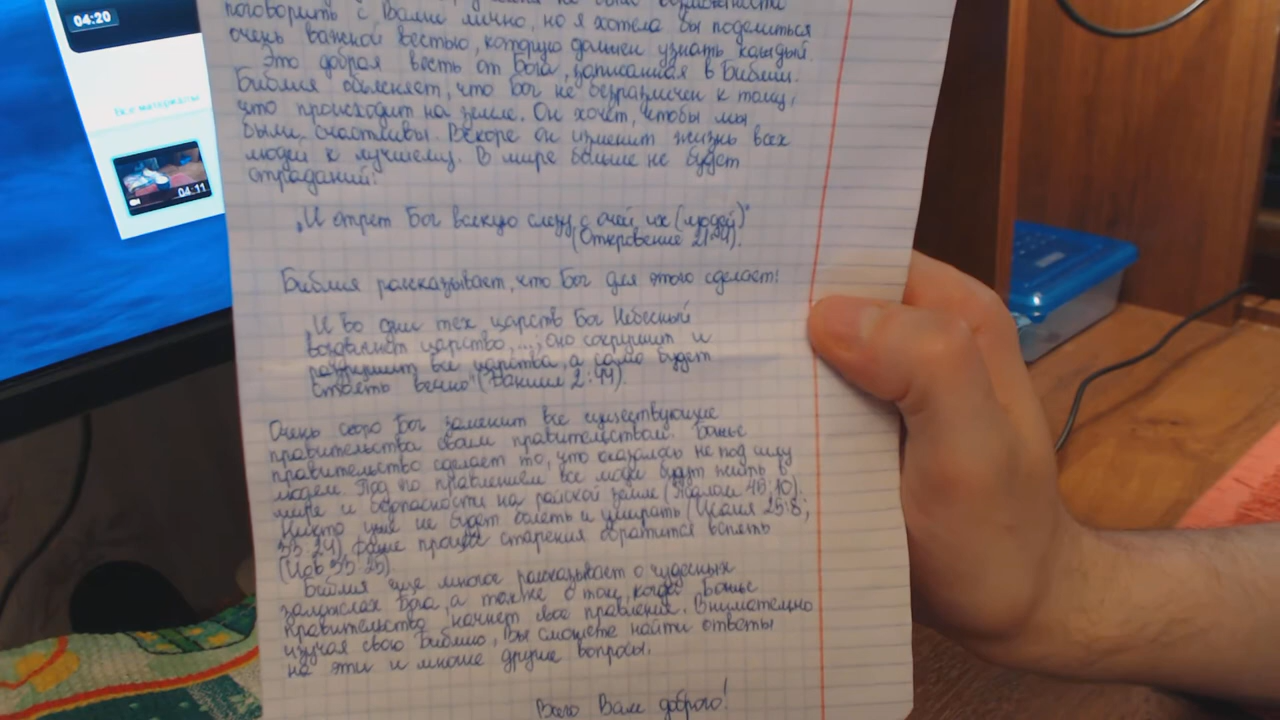 04:20
Все материалы
04:11
поговорить с Вами лично, но я хотела бы поделиться
очень важной вестью, которую должен узнать каждый.
Это добрая весть от Бога, записанная в Библии.
Библия объясняет, что Бог не безразличен к тому,
что происходит на земле. Он хочет, чтобы мы
были счастливы. Вскоре он изменит жизнь всех
людей к лучшему. В мире больше не будет
страданий:
„И отрет Бог всякую слезу с очей их (людей)"
(Откровение 21:4).
Библия рассказывает, что Бог для этого сделает:
„И во дни тех царств Бог Небесный
воздвигнет царство, ...; оно сокрушит и
разрушит все царства, а само будет
стоять вечно" (Даниил 2:44).
Очень скоро Бог заменит все существующие
правительства своим правительством. Божье
правительство сделает то, что оказалось не под силу
людям. Под его правлением все люди будут жить в
мире и безопасности на райской земле (Псалом 45:10).
Никто уже не будет болеть и умирать (Исаия 25:8;
33:24), даже процесс старения обратится вспять
(Иов 33:25).
Библия еще многое рассказывает о чудесных
замыслах Бога, а также о том, когда Божье
правительство начнет свое правление. Внимательно
изучая свою Библию, Вы сможете найти ответы
на эти и многие другие вопросы.
Всего Вам доброго!